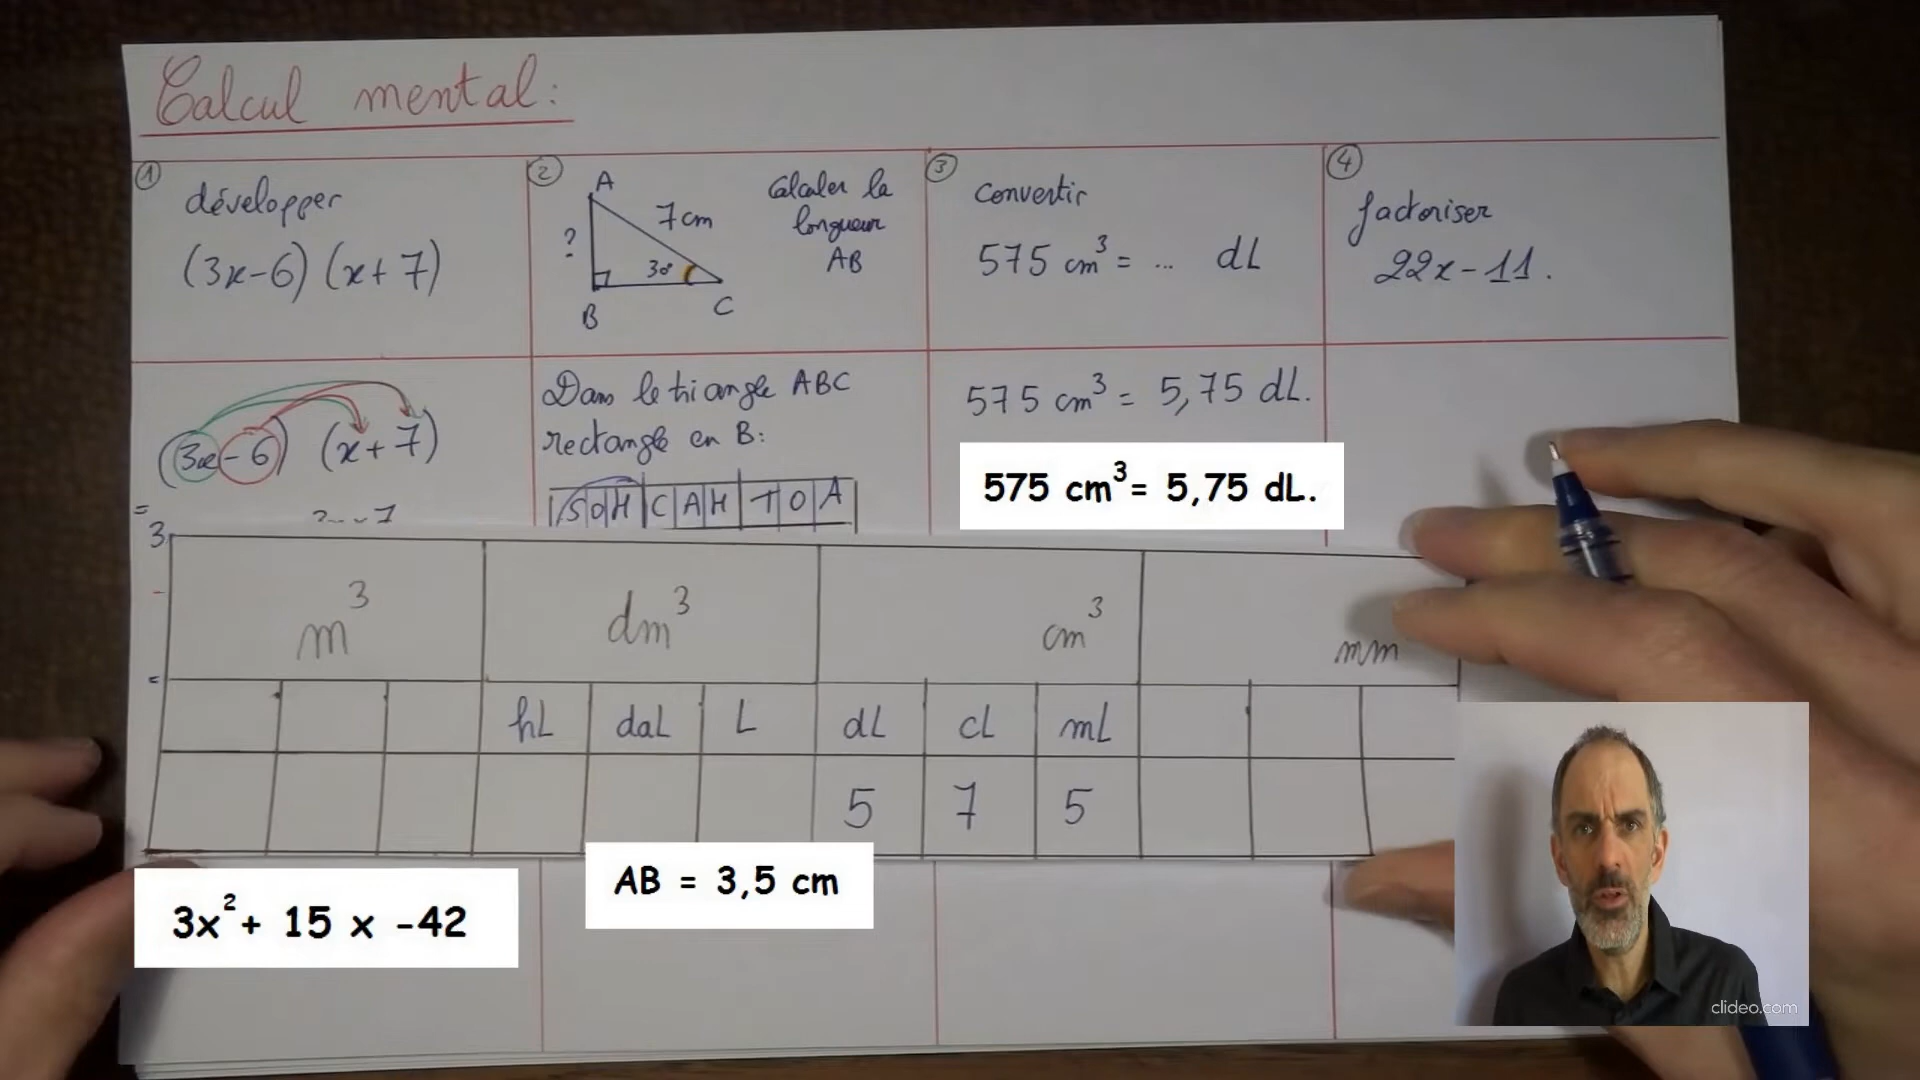 Calcul mental:
①
développer
(3x-6) (x+7)
②
A
7cm
?
30°
B
C
Calculer la
longueur
AB
③
convertir
575 cm³ = ... dL
④
factoriser
22x-11.
(3x-6) (x+7)
=
3
-
=
Dans le triangle ABC
rectangle en B:
S O H C A H T O A
575 cm³ = 5,75 dL.
575 cm³= 5,75 dL.
m³ dm³ cm³ mm
hL daL L dL cL mL
5 7 5
3x²+ 15 x -42
AB = 3,5 cm
clideo.com